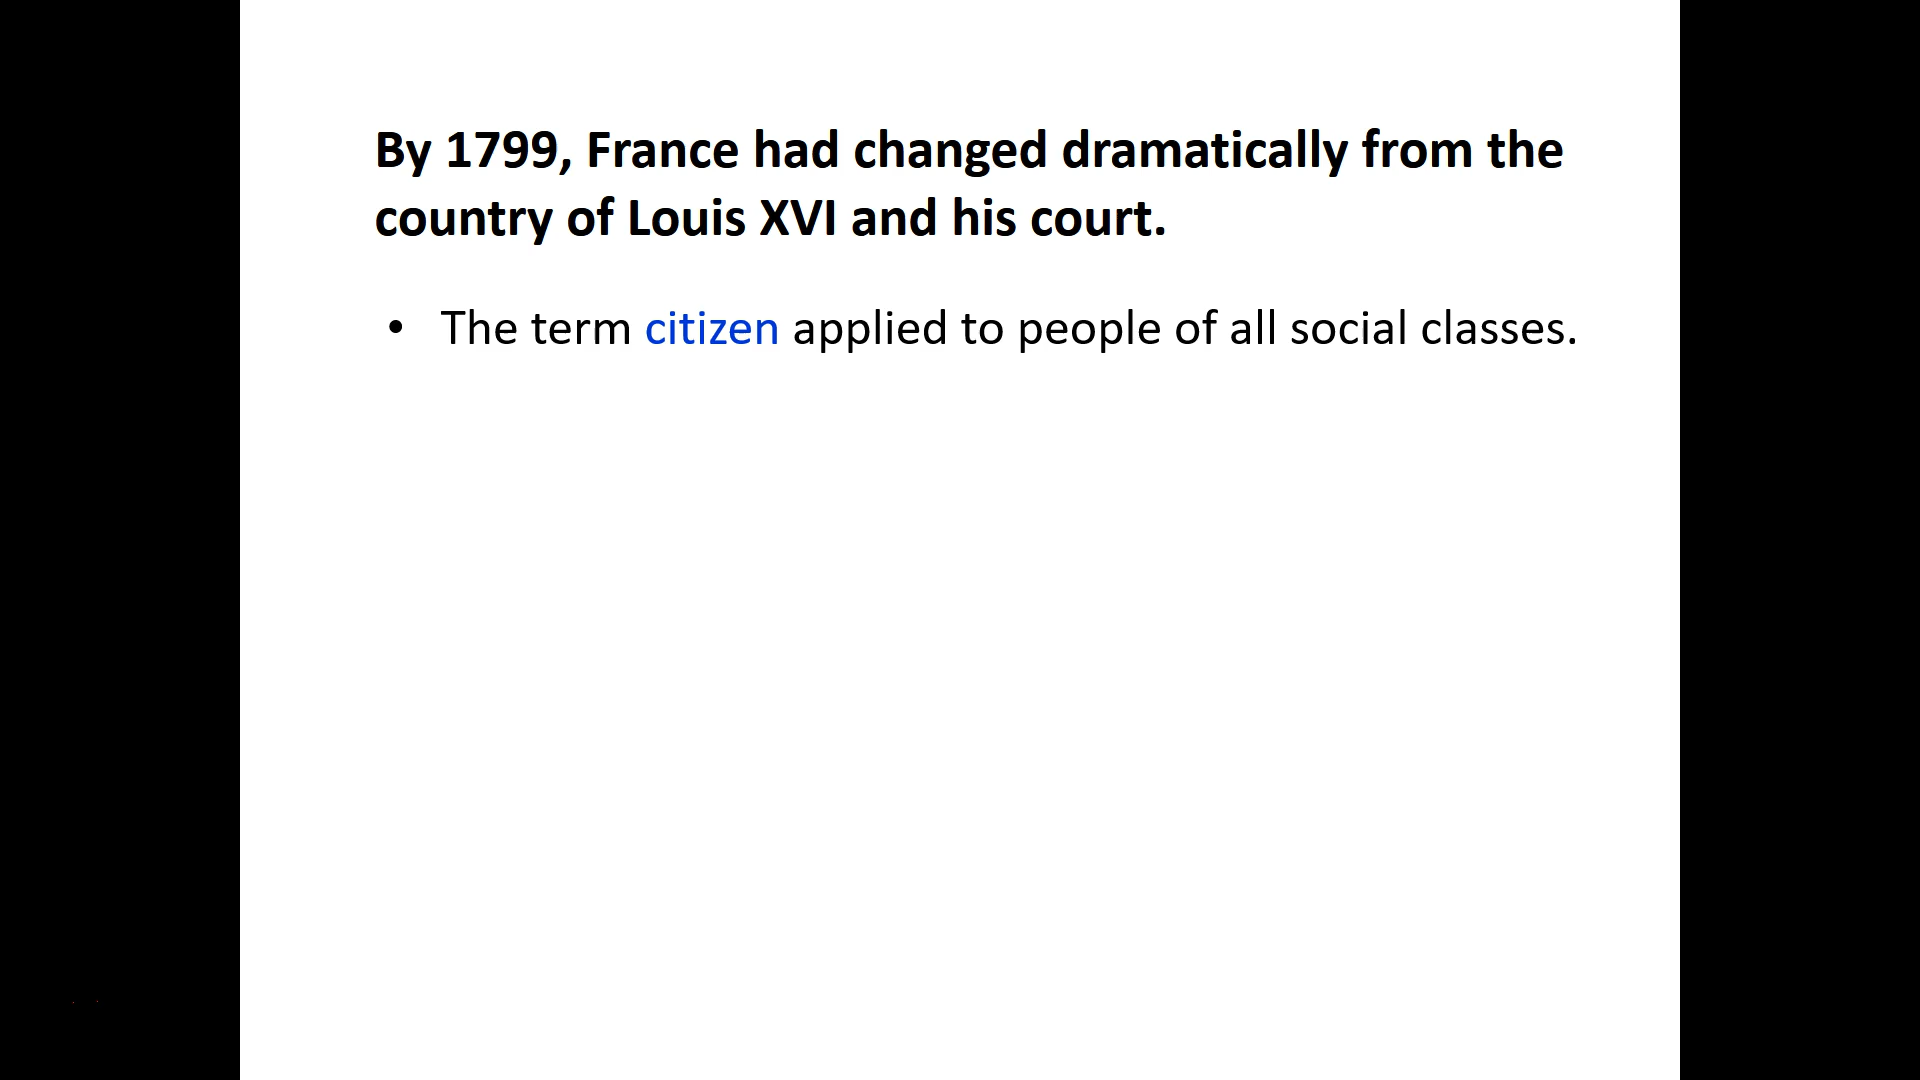 By 1799, France had changed dramatically from the
country of Louis XVI and his court.
• The term citizen applied to people of all social classes.